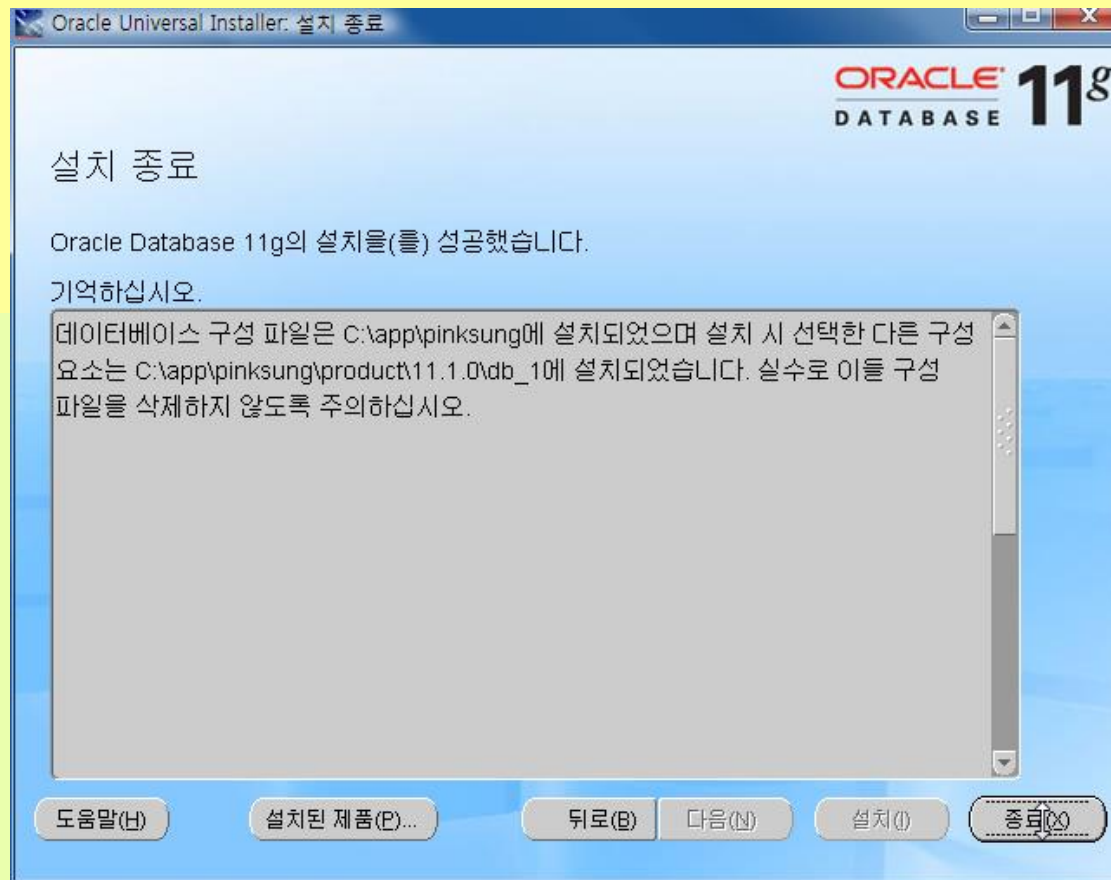 Oracle Universal Installer: 설치 종료
ORACLE 11g
DATABASE
설치 종료
Oracle Database 11g의 설치을(를) 성공했습니다.
기억하십시오.
데이터베이스 구성 파일은 C:\app\pinksung에 설치되었으며 설치 시 선택한 다른 구성
요소는 C:\app\pinksung\product\11.1.0\db_1에 설치되었습니다. 실수로 이들 구성
파일을 삭제하지 않도록 주의하십시오.
도움말(H) 설치된 제품(P)... 뒤로(B) 다음(N) 설치(I) 종료(X)